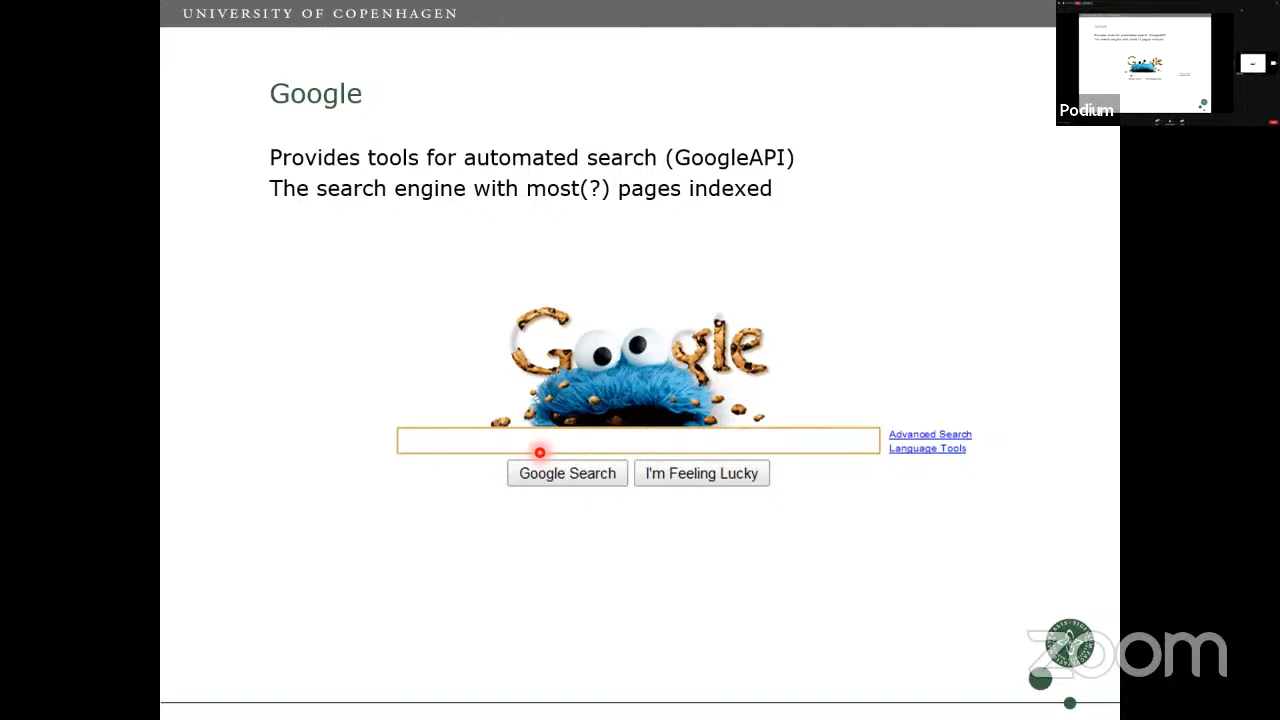 UNIVERSITY OF COPENHAGEN
Google
Provides tools for automated search (GoogleAPI)
The search engine with most(?) pages indexed
Google
Advanced Search
Language Tools
Google Search
I'm Feeling Lucky
Podium
zoom